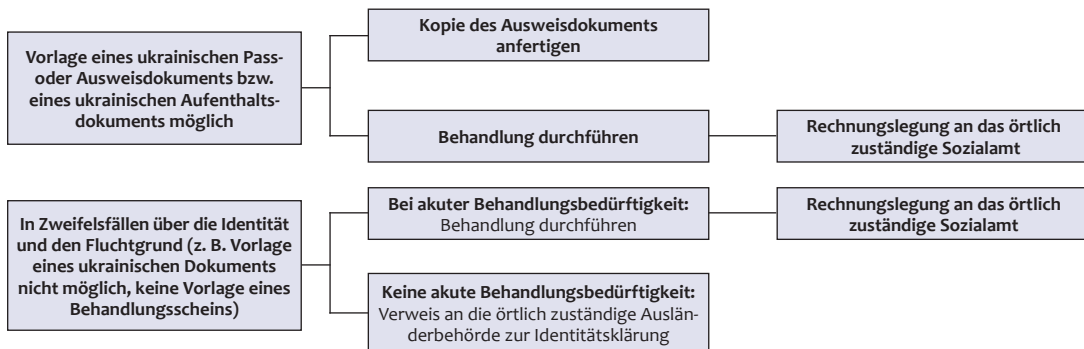 Vorlage eines ukrainischen Pass-
oder Ausweisdokuments bzw.
eines ukrainischen Aufenthalts-
dokuments möglich
Kopie des Ausweisdokuments
anfertigen
Behandlung durchführen
Rechnungslegung an das örtlich
zuständige Sozialamt
In Zweifelsfällen über die Identität
und den Fluchtgrund (z. B. Vorlage
eines ukrainischen Dokuments
nicht möglich, keine Vorlage eines
Behandlungsscheins)
Bei akuter Behandlungsbedürftigkeit:
Behandlung durchführen
Rechnungslegung an das örtlich
zuständige Sozialamt
Keine akute Behandlungsbedürftigkeit:
Verweis an die örtlich zuständige Auslän-
derbehörde zur Identitätsklärung